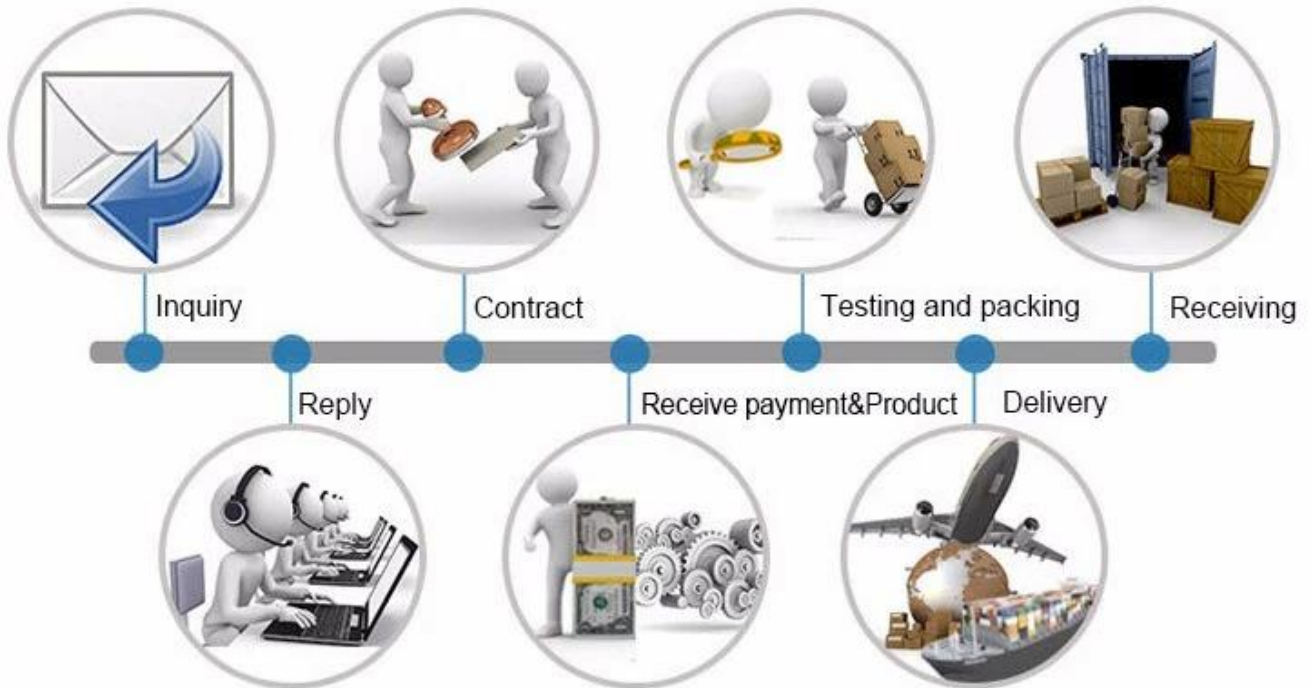 Inquiry
Reply
Contract
Receive payment&Product
Testing and packing
Delivery
Receiving